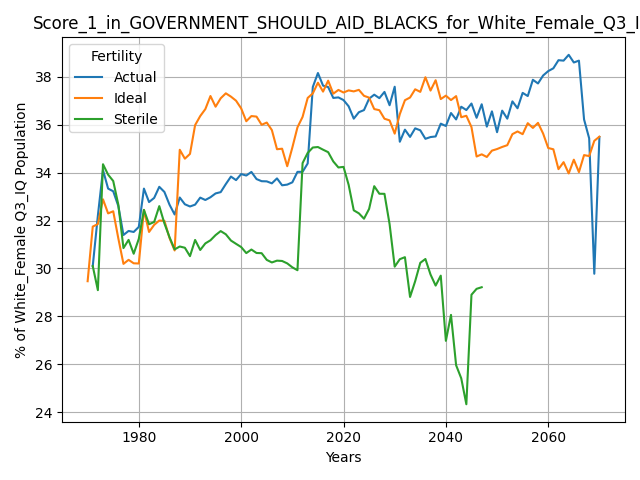 Score_1_in_GOVERNMENT_SHOULD_AID_BLACKS_for_White_Female_Q3_I
Fertility
Actual
Ideal
Sterile
38
36
34
32
30
28
26
24
% of White_Female Q3_IQ Population
1980
2000
2020
2040
2060
Years